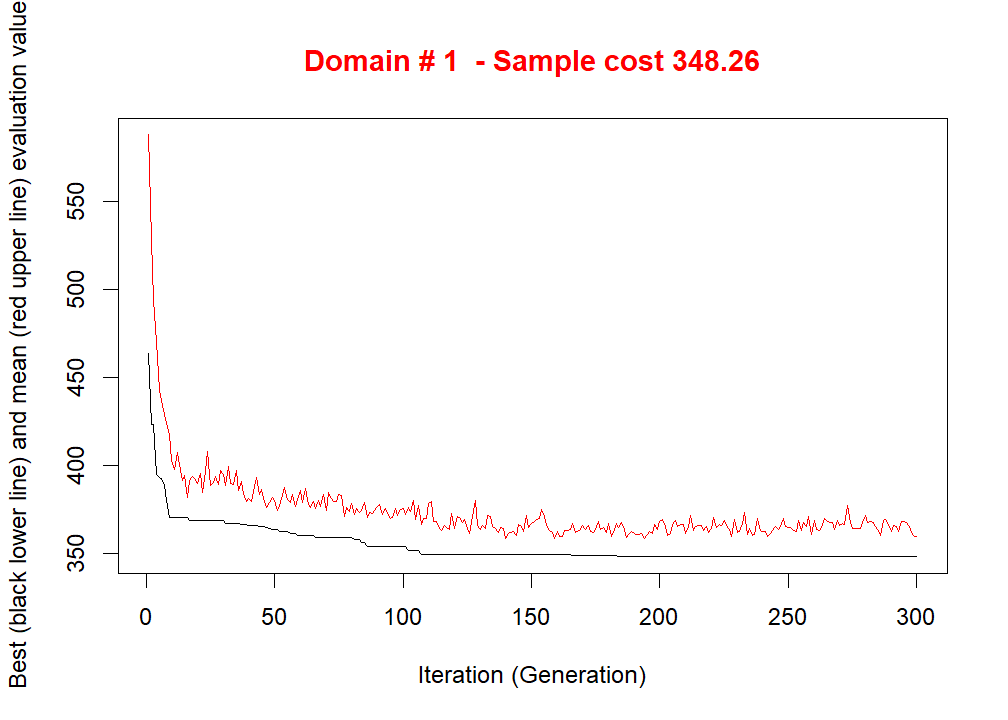 Domain # 1  - Sample cost 348.26
Best (black lower line) and mean (red upper line) evaluation value
550
500
450
400
350
0 50 100 150 200 250 300
Iteration (Generation)